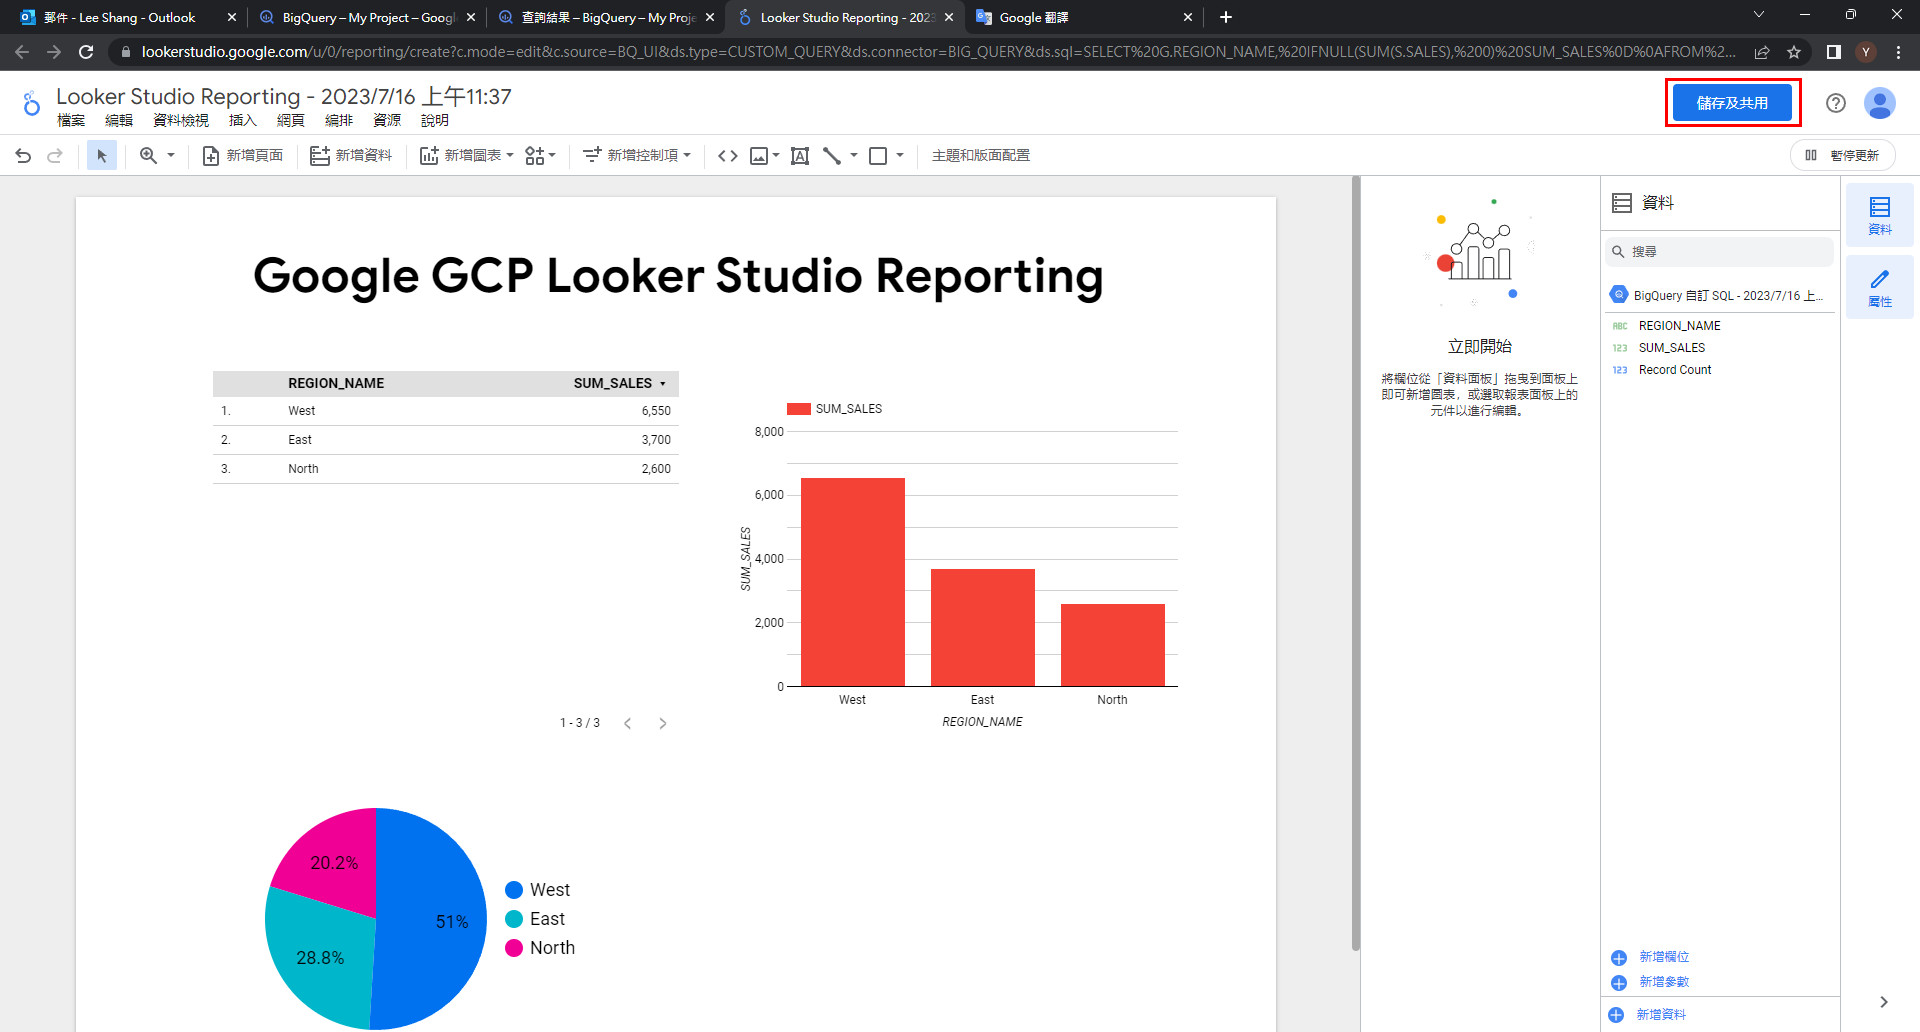 郵件 - Lee Shang - Outlook
BigQuery – My Project – Googl
查詢結果 – BigQuery – My Proje
Looker Studio Reporting - 2023
Google 翻譯
lookerstudio.google.com/u/0/reporting/create?c.mode=edit&c.source=BQ_UI&ds.type=CUSTOM_QUERY&ds.connector=BIG_QUERY&ds.sql=SELECT%20G.REGION_NAME,%20IFNULL(SUM(S.SALES),%200)%20SUM_SALES%0D%0AFROM%2...
Y
Looker Studio Reporting - 2023/7/16 上午11:37
檔案 編輯 資料檢視 插入 網頁 編排 資源 說明
儲存及共用
新增頁面 新增資料 新增圖表 新增控制項 主題和版面配置
暫停更新
Google GCP Looker Studio Reporting
REGION_NAME SUM_SALES
1. West 6,550
2. East 3,700
3. North 2,600
1 - 3 / 3
SUM_SALES
8,000
6,000
4,000
2,000
0
SUM_SALES
West East North
REGION_NAME
20.2%
51%
28.8%
West
East
North
立即開始
將欄位從「資料面板」拖曳到面板上
即可新增圖表，或選取報表面板上的
元件以進行編輯。
資料
搜尋
BigQuery 自訂 SQL - 2023/7/16 上...
ABC REGION_NAME
123 SUM_SALES
123 Record Count
新增欄位
新增參數
新增資料
資料
屬性